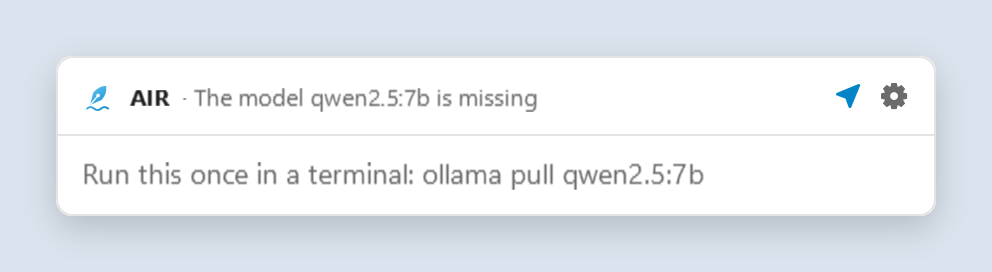 AIR · The model qwen2.5:7b is missing
Run this once in a terminal: ollama pull qwen2.5:7b